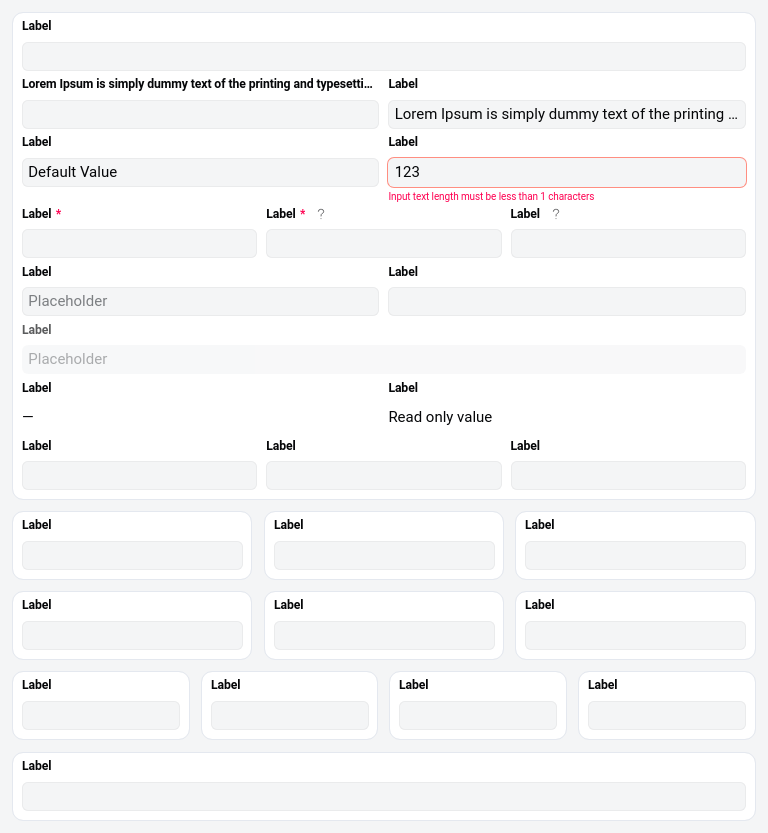 Label
Lorem Ipsum is simply dummy text of the printing and typesetti... Label
Lorem Ipsum is simply dummy text of the printing ...
Label Label
Default Value 123
Input text length must be less than 1 characters
Label * Label * ? Label ?
Label Label
Placeholder
Label
Placeholder
Label Label
— Read only value
Label Label Label
Label Label Label
Label Label Label
Label Label Label Label
Label